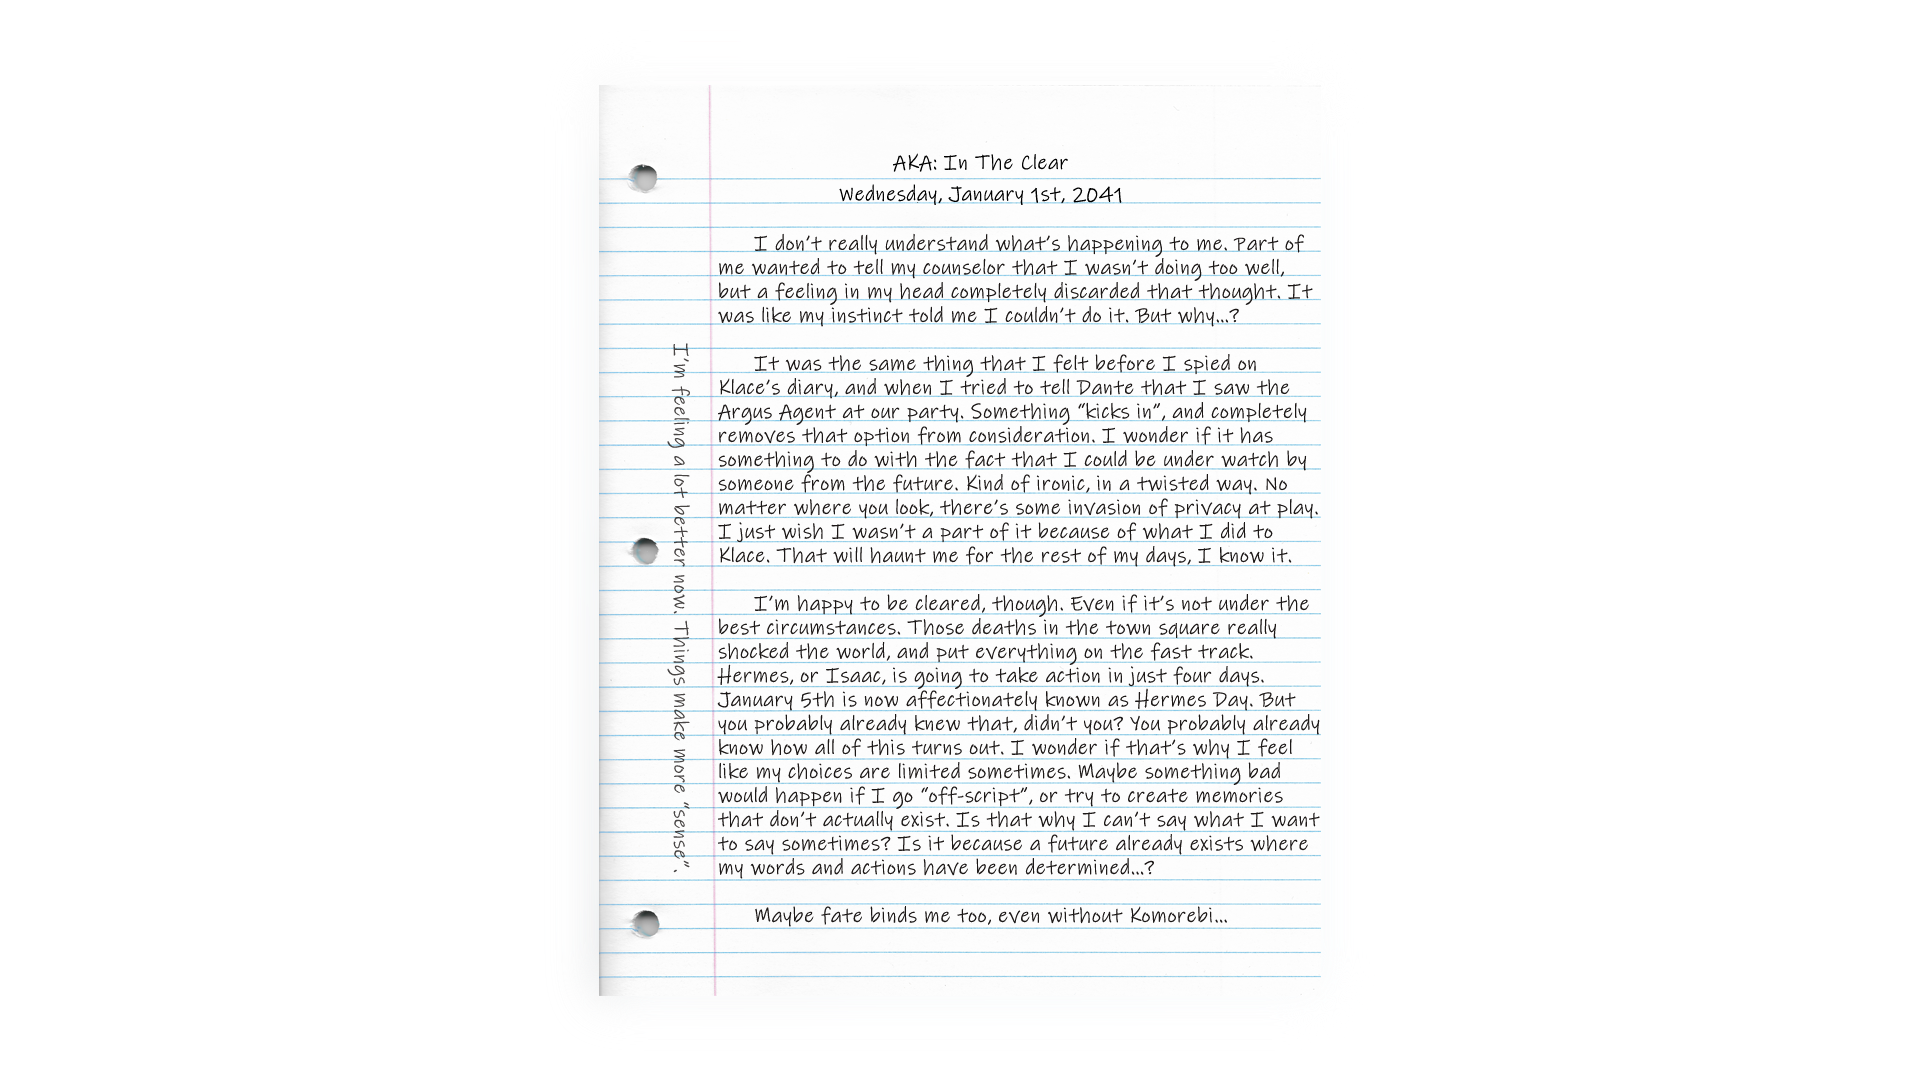 AKA: In The Clear
Wednesday, January 1st, 2041
I don't really understand what's happening to me. Part of
me wanted to tell my counselor that I wasn't doing too well,
but a feeling in my head completely discarded that thought. It
was like my instinct told me I couldn't do it. But why...?
It was the same thing that I felt before I spied on
Klace's diary, and when I tried to tell Dante that I saw the
Argus Agent at our party. Something "kicks in", and completely
removes that option from consideration. I wonder if it has
something to do with the fact that I could be under watch by
someone from the future. Kind of ironic, in a twisted way. No
matter where you look, there's some invasion of privacy at play.
I just wish I wasn't a part of it because of what I did to
Klace. That will haunt me for the rest of my days, I know it.
I'm happy to be cleared, though. Even if it's not under the
best circumstances. Those deaths in the town square really
shocked the world, and put everything on the fast track.
Hermes, or Isaac, is going to take action in just four days.
January 5th is now affectionately known as Hermes Day. But
you probably already knew that, didn't you? You probably already
know how all of this turns out. I wonder if that's why I feel
like my choices are limited sometimes. Maybe something bad
would happen if I go "off-script", or try to create memories
that don't actually exist. Is that why I can't say what I want
to say sometimes? Is it because a future already exists where
my words and actions have been determined...?
Maybe fate binds me too, even without Komorebi...
I'm feeling a lot better now. Things make more "sense".